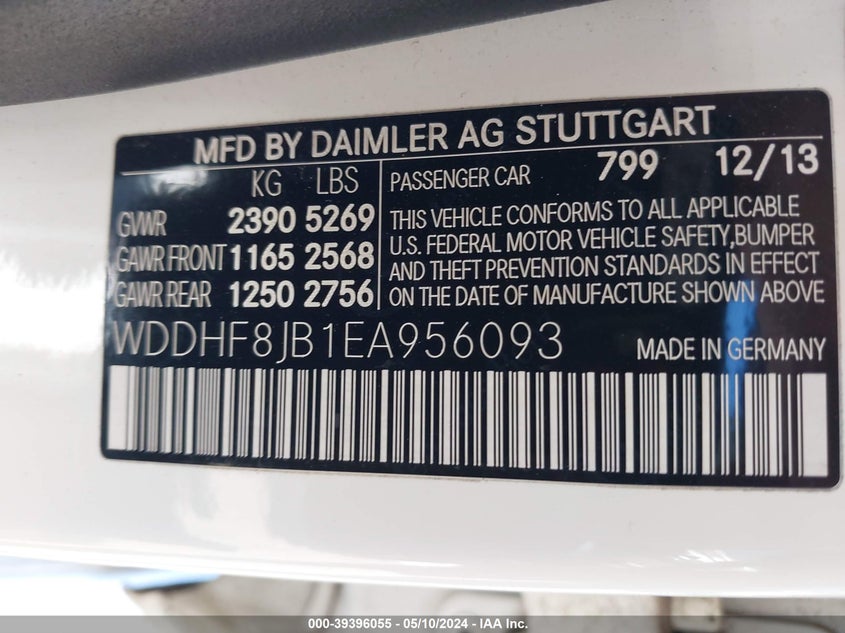 MFD BY DAIMLER AG STUTTGART
KG LBS
GVWR 2390 5269
GAWR FRONT 1165 2568
GAWR REAR 1250 2756
PASSENGER CAR 799 12/13
THIS VEHICLE CONFORMS TO ALL APPLICABLE
U.S. FEDERAL MOTOR VEHICLE SAFETY,BUMPER
AND THEFT PREVENTION STANDARDS IN EFFECT
ON THE DATE OF MANUFACTURE SHOWN ABOVE
WDDHF8JB1EA956093 MADE IN GERMANY
000-39396055 — 05/10/2024 — IAA Inc.